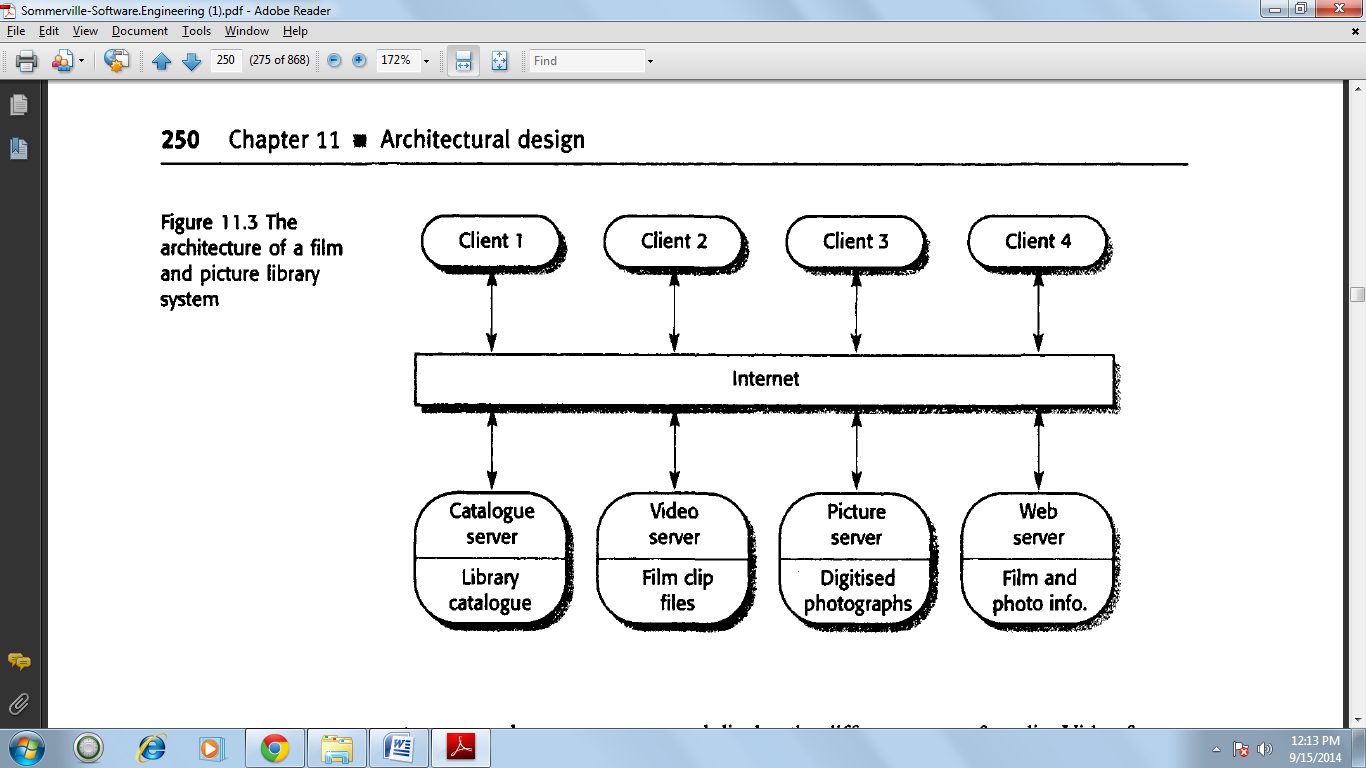 Sommerville-Software.Engineering (1).pdf - Adobe Reader
File Edit View Document Tools Window Help
250 (275 of 868) 172% Find
250 Chapter 11 ■ Architectural design
Figure 11.3 The
architecture of a film
and picture library
system
Client 1 Client 2 Client 3 Client 4
Internet
Catalogue Video Picture Web
server server server server
Library Film clip Digitised Film and
catalogue files photographs photo info.
12:13 PM
9/15/2014